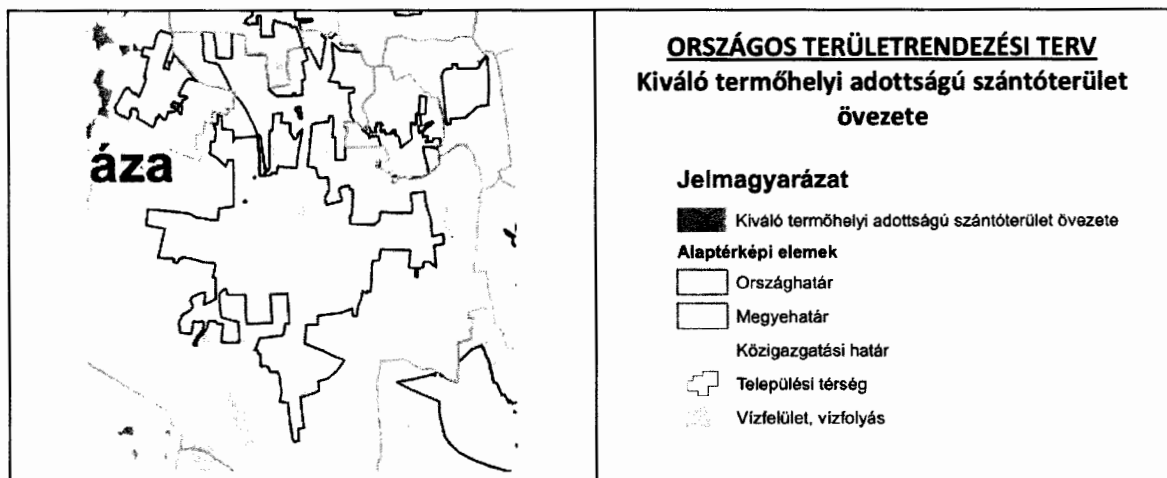 áza
ORSZÁGOS TERÜLETRENDEZÉSI TERV
Kiváló termőhelyi adottságú szántóterület
övezete
Jelmagyarázat
Kiváló termőhelyi adottságú szántóterület övezete
Alaptérképi elemek
Országhatár
Megyehatár
Közigazgatási határ
Települési térség
Vízfelület, vízfolyás